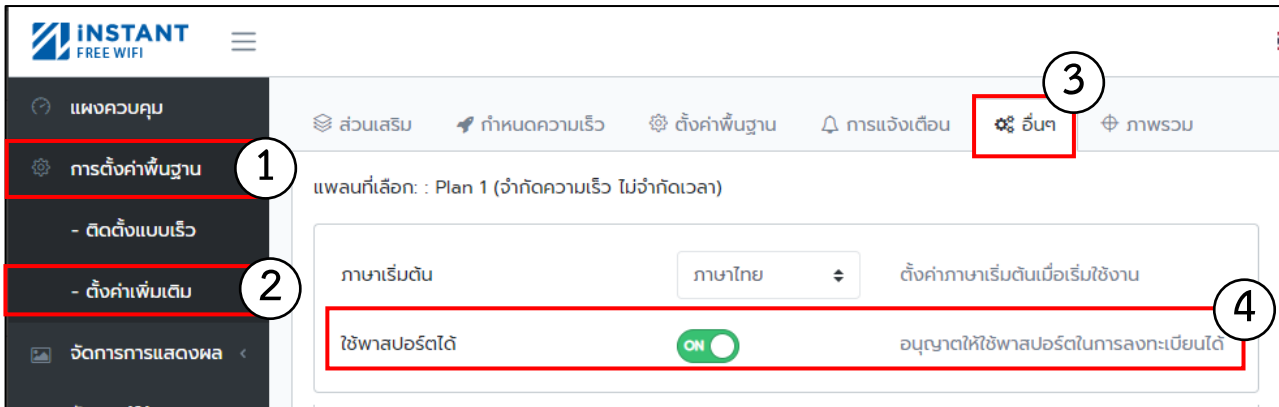 INSTANT
FREE WIFI
3
แผงควบคุม
ส่วนเสริม กำหนดความเร็ว ตั้งค่าพื้นฐาน การแจ้งเตือน อื่นๆ ภาพรวม
การตั้งค่าพื้นฐาน 1
แพลนที่เลือก: : Plan 1 (จำกัดความเร็ว ไม่จำกัดเวลา)
- ติดตั้งแบบเร็ว
ภาษาเริ่มต้น ภาษาไทย ตั้งค่าภาษาเริ่มต้นเมื่อเริ่มใช้งาน
- ตั้งค่าเพิ่มเติม 2
4
ใช้พาสปอร์ตได้ ON อนุญาตให้ใช้พาสปอร์ตในการลงทะเบียนได้
จัดการการแสดงผล